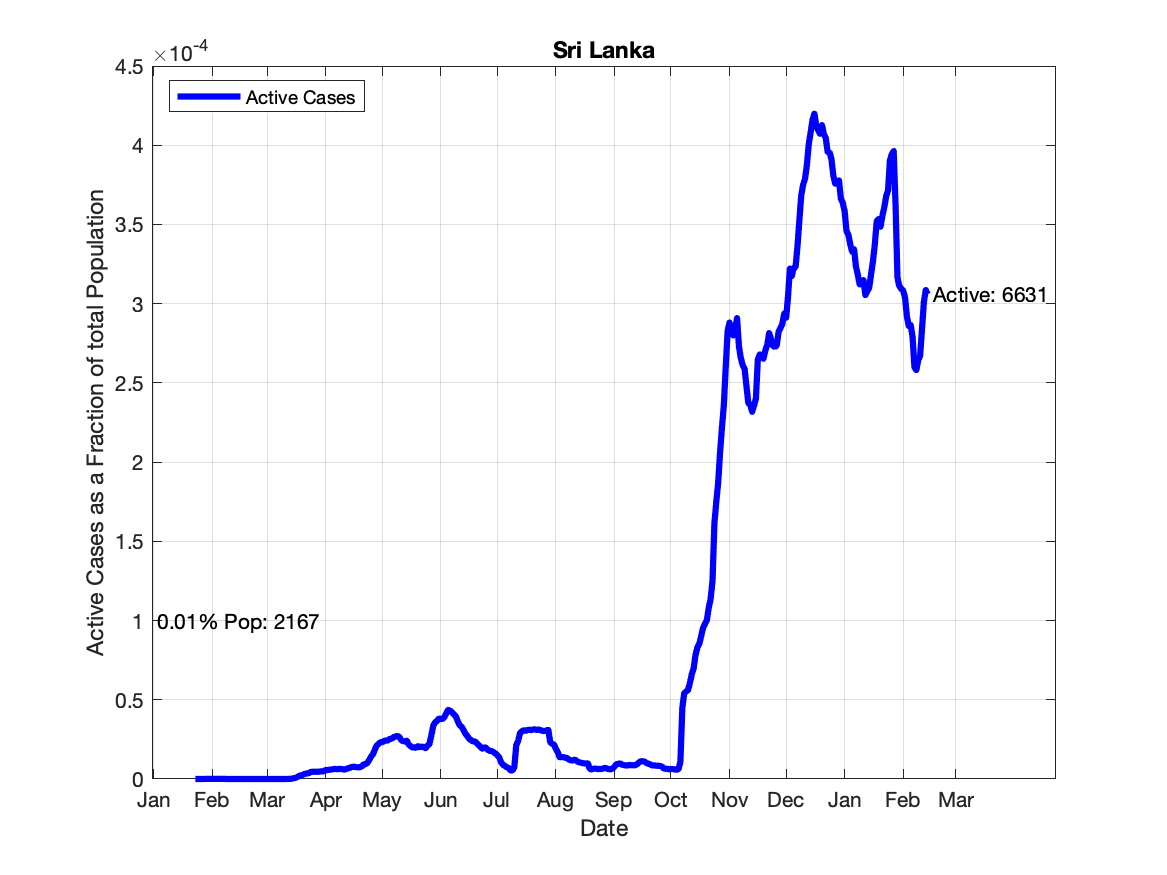 Sri Lanka
×10-4
4.5
4
3.5
3
2.5
2
1.5
1
0.5
0
Active Cases
Active: 6631
0.01% Pop: 2167
Active Cases as a Fraction of total Population
Jan Feb Mar Apr May Jun Jul Aug Sep Oct Nov Dec Jan Feb Mar
Date